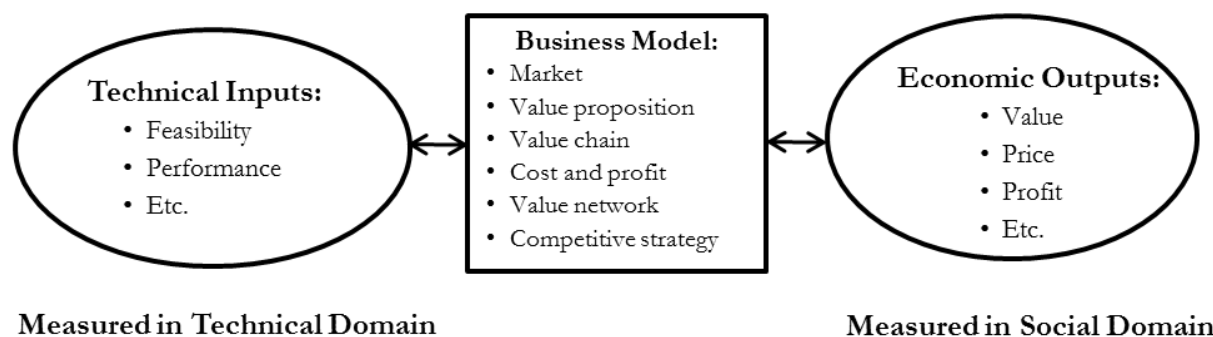 Technical Inputs:
• Feasibility
• Performance
• Etc.
Business Model:
• Market
• Value proposition
• Value chain
• Cost and profit
• Value network
• Competitive strategy
Economic Outputs:
• Value
• Price
• Profit
• Etc.
Measured in Technical Domain
Measured in Social Domain